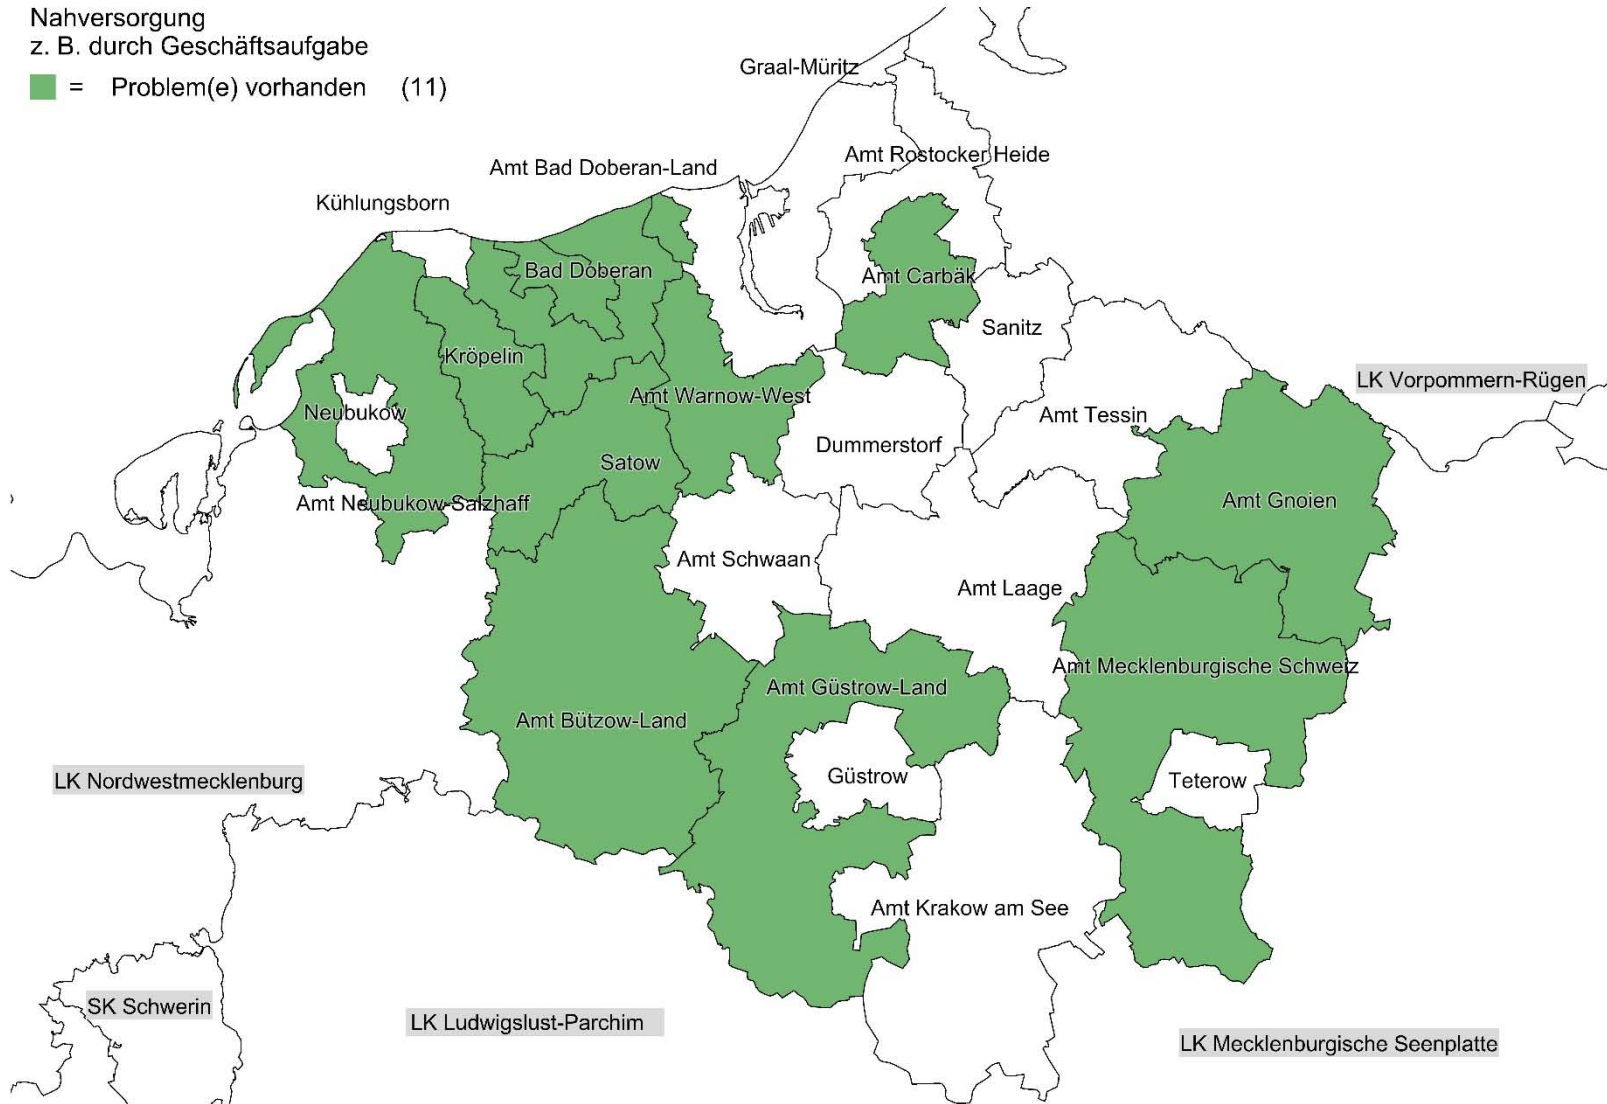 Nahversorgung
z. B. durch Geschäftsaufgabe
= Problem(e) vorhanden (11)
Graal-Müritz
Amt Rostocker Heide
Amt Bad Doberan-Land
Kühlungsborn
Bad Doberan
Amt Carbäk
Sanitz
Kröpelin
LK Vorpommern-Rügen
Amt Warnow-West
Neubukow
Amt Tessin
Dummerstorf
Satow
Amt Neubukow-Salzhaff
Amt Gnoien
Amt Schwaan
Amt Laage
Amt Mecklenburgische Schweiz
Amt Güstrow-Land
Amt Bützow-Land
LK Nordwestmecklenburg
Güstrow
Teterow
Amt Krakow am See
SK Schwerin
LK Ludwigslust-Parchim
LK Mecklenburgische Seenplatte